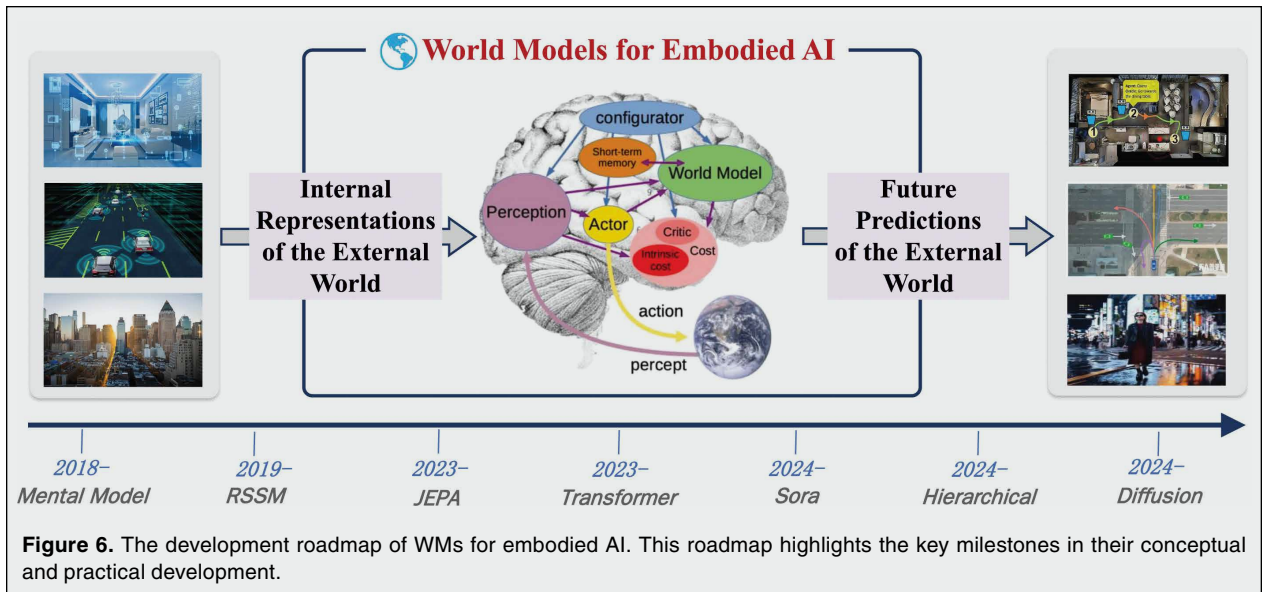 World Models for Embodied AI
Internal
Representations
of the External
World
configurator
Short-term
memory
World Model
Perception
Actor
Critic
Cost
Intrinsic
cost
action
percept
Future
Predictions
of the External
World
1
2
3
2018-
Mental Model
2019-
RSSM
2023-
JEPA
2023-
Transformer
2024-
Sora
2024-
Hierarchical
2024-
Diffusion
Figure 6. The development roadmap of WMs for embodied AI. This roadmap highlights the key milestones in their conceptual
and practical development.